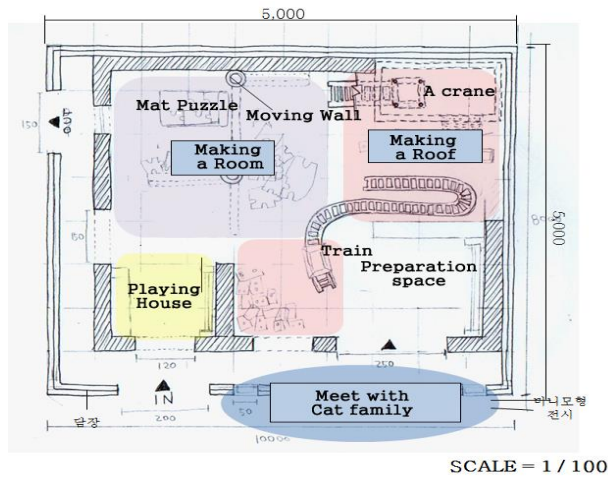 5,000
Mat Puzzle
Moving Wall
A crane
Making
a Room
Making
a Roof
150
80
5,000
Train
Preparation
space
Playing
House
120
250
IN
200
50
Meet with
Cat family
담장
미니모형
전시
10000
SCALE = 1 / 100